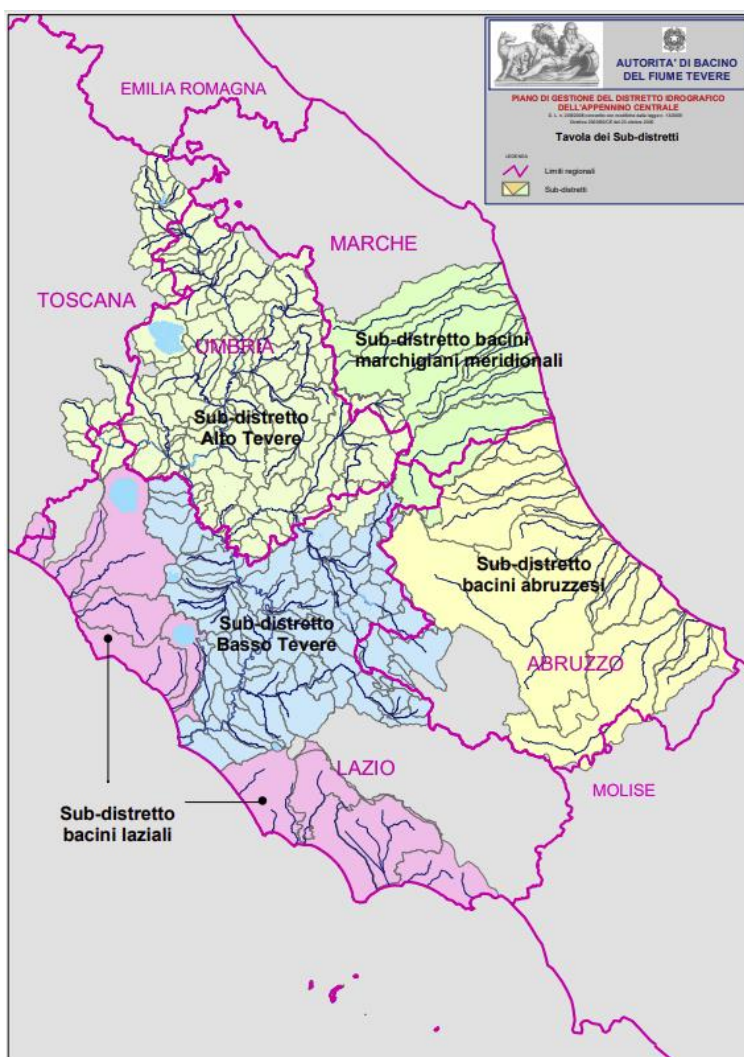 AUTORITA' DI BACINO
DEL FIUME TEVERE
PIANO DI GESTIONE DEL DISTRETTO IDROGRAFICO
DELL'APPENNINO CENTRALE
Tavola dei Sub-distretti
LEGENDA
Limiti regionali
Sub-distretti
EMILIA ROMAGNA
MARCHE
TOSCANA
UMBRIA
Sub-distretto bacini
marchigiani meridionali
Sub-distretto
Alto Tevere
Sub-distretto
bacini abruzzesi
Sub-distretto
Basso Tevere
ABRUZZO
LAZIO
MOLISE
Sub-distretto
bacini laziali